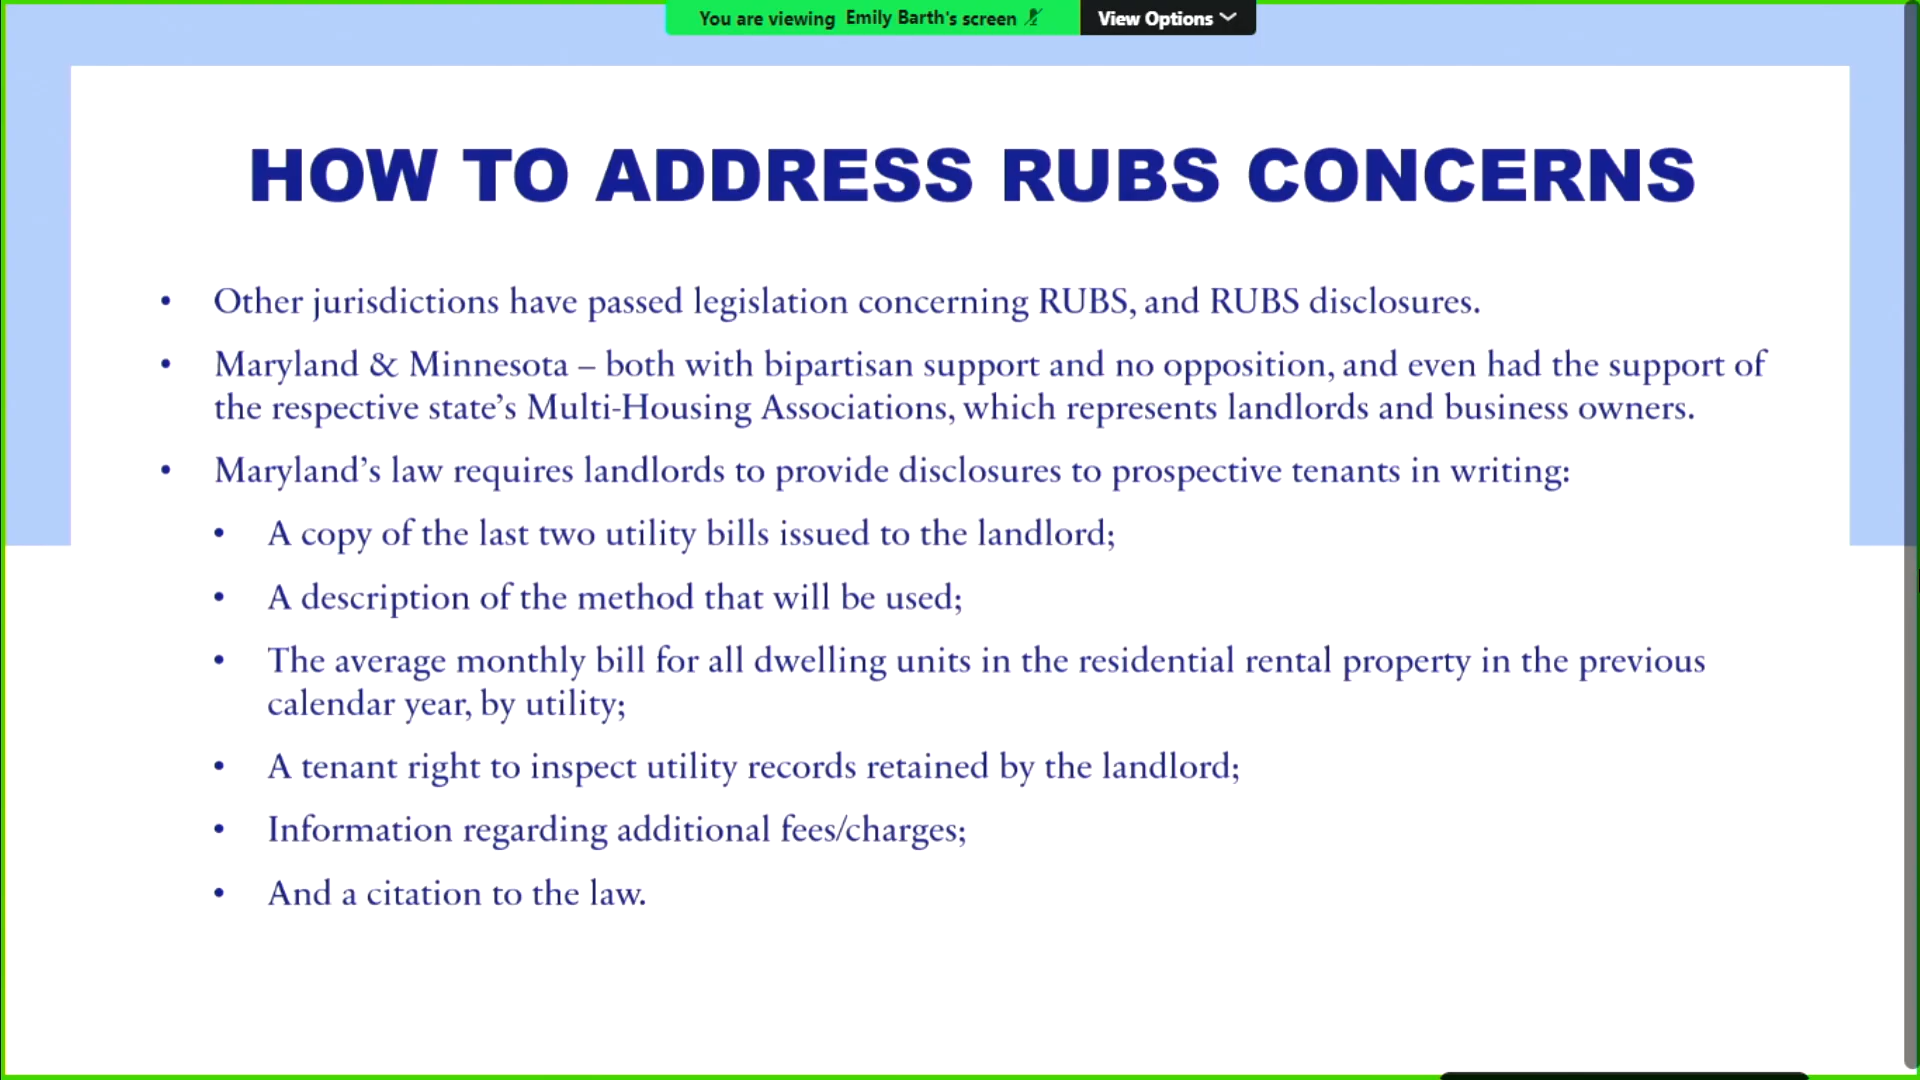 You are viewing Emily Barth's screen View Options
HOW TO ADDRESS RUBS CONCERNS
• Other jurisdictions have passed legislation concerning RUBS, and RUBS disclosures.
• Maryland & Minnesota – both with bipartisan support and no opposition, and even had the support of
the respective state's Multi-Housing Associations, which represents landlords and business owners.
• Maryland's law requires landlords to provide disclosures to prospective tenants in writing:
• A copy of the last two utility bills issued to the landlord;
• A description of the method that will be used;
• The average monthly bill for all dwelling units in the residential rental property in the previous
calendar year, by utility;
• A tenant right to inspect utility records retained by the landlord;
• Information regarding additional fees/charges;
• And a citation to the law.